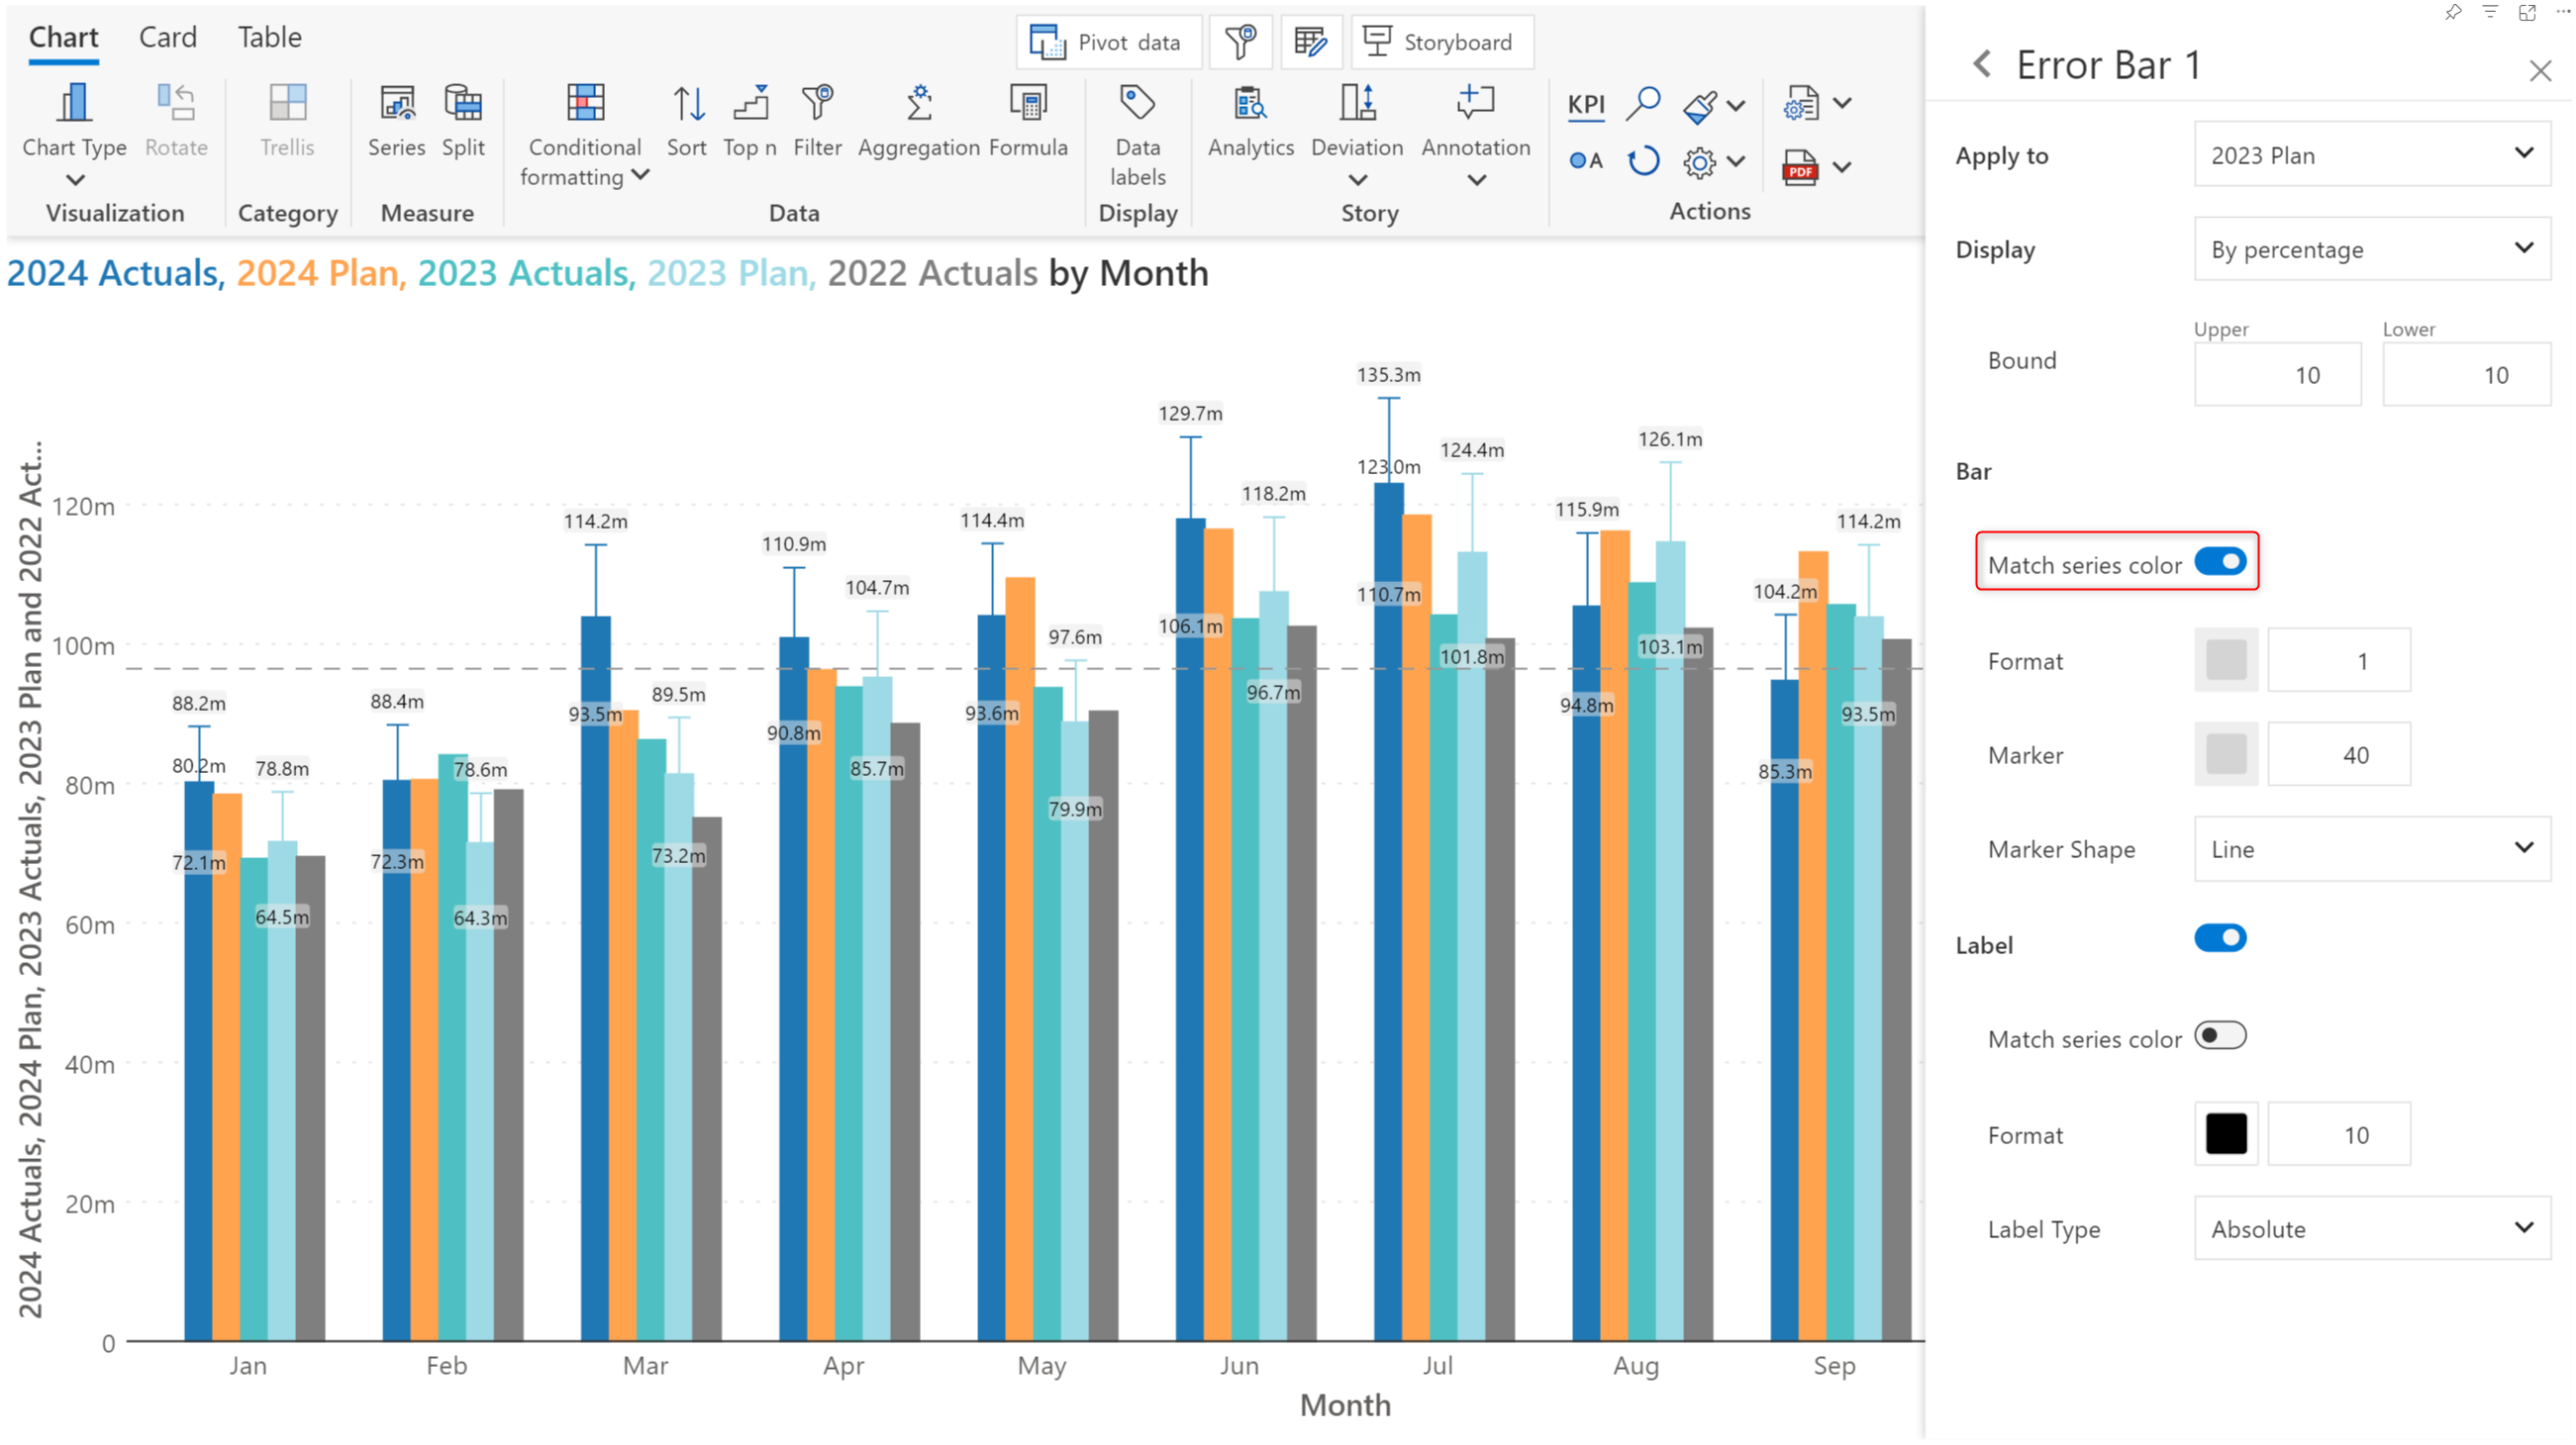 Chart Card Table
Pivot data Storyboard
Chart Type Rotate Trellis Series Split Conditional formatting Sort Top n Filter Aggregation Formula Data labels Analytics Deviation Annotation KPI A PDF
Visualization Category Measure Data Display Story Actions
2024 Actuals, 2024 Plan, 2023 Actuals, 2023 Plan, 2022 Actuals by Month
2024 Actuals, 2024 Plan, 2023 Actuals, 2023 Plan and 2022 Act...
120m
100m
80m
60m
40m
20m
0
88.2m
80.2m
78.8m
72.1m
64.5m
88.4m
78.6m
72.3m
64.3m
114.2m
93.5m
89.5m
73.2m
110.9m
104.7m
90.8m
85.7m
114.4m
97.6m
93.6m
79.9m
129.7m
118.2m
106.1m
96.7m
135.3m
123.0m
124.4m
110.7m
101.8m
126.1m
115.9m
103.1m
94.8m
114.2m
104.2m
93.5m
85.3m
Jan Feb Mar Apr May Jun Jul Aug Sep
Month
Error Bar 1
Apply to 2023 Plan
Display By percentage
Upper Lower
Bound 10 10
Bar
Match series color
Format 1
Marker 40
Marker Shape Line
Label
Match series color
Format 10
Label Type Absolute